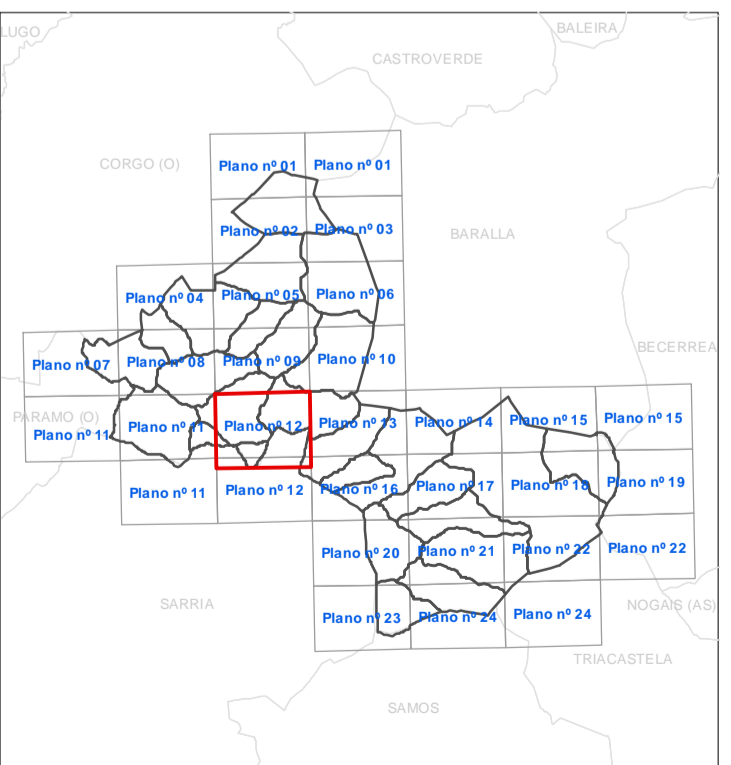 LUGO
BALEIRA
CASTROVERDE
CORGO (O)
Plano nº 01
Plano nº 01
Plano nº 02
Plano nº 03
BARALLA
Plano nº 04
Plano nº 05
Plano nº 06
BECERREA
Plano nº 07
Plano nº 08
Plano nº 09
Plano nº 10
PARAMO (O)
Plano nº 11
Plano nº 11
Plano nº 12
Plano nº 13
Plano nº 14
Plano nº 15
Plano nº 15
Plano nº 11
Plano nº 12
Plano nº 16
Plano nº 17
Plano nº 18
Plano nº 19
Plano nº 20
Plano nº 21
Plano nº 22
Plano nº 22
SARRIA
NOGAIS (AS)
Plano nº 23
Plano nº 24
Plano nº 24
TRIACASTELA
SAMOS